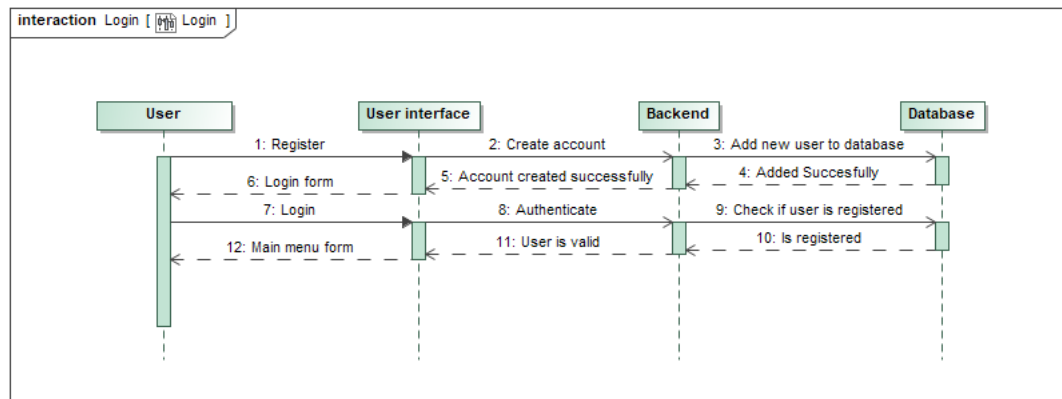 interaction Login [ Login ]
User
User interface
Backend
Database
1: Register
2: Create account
3: Add new user to database
4: Added Succesfully
5: Account created successfully
6: Login form
7: Login
8: Authenticate
9: Check if user is registered
10: Is registered
11: User is valid
12: Main menu form